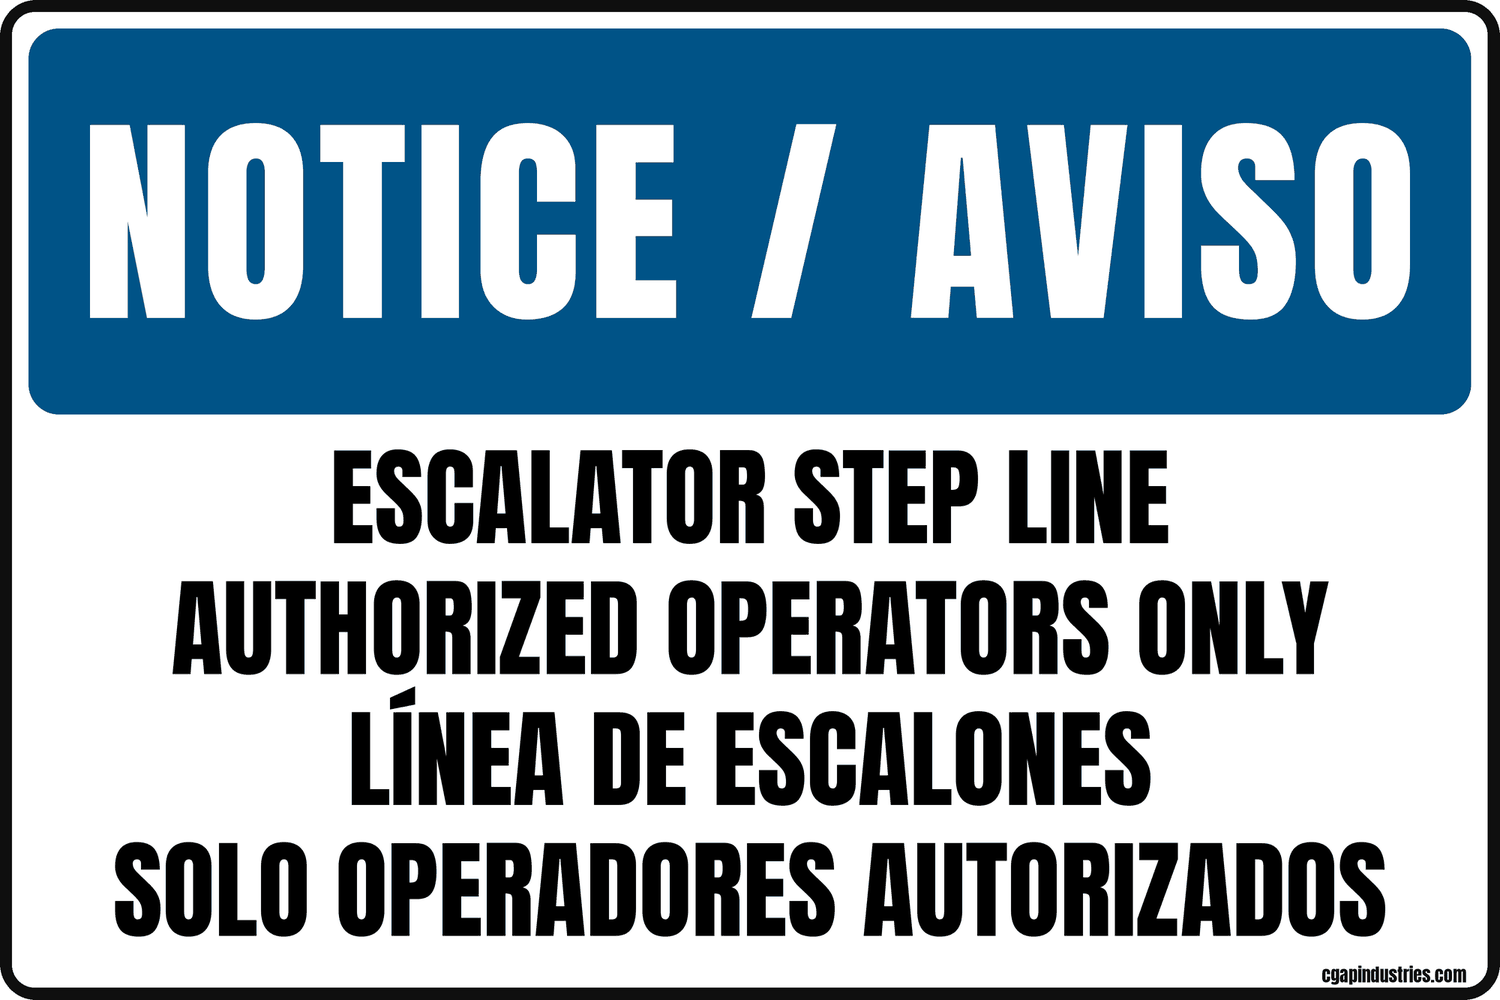 NOTICE / AVISO
ESCALATOR STEP LINE
AUTHORIZED OPERATORS ONLY
LÍNEA DE ESCALONES
SOLO OPERADORES AUTORIZADOS
cgapindustries.com